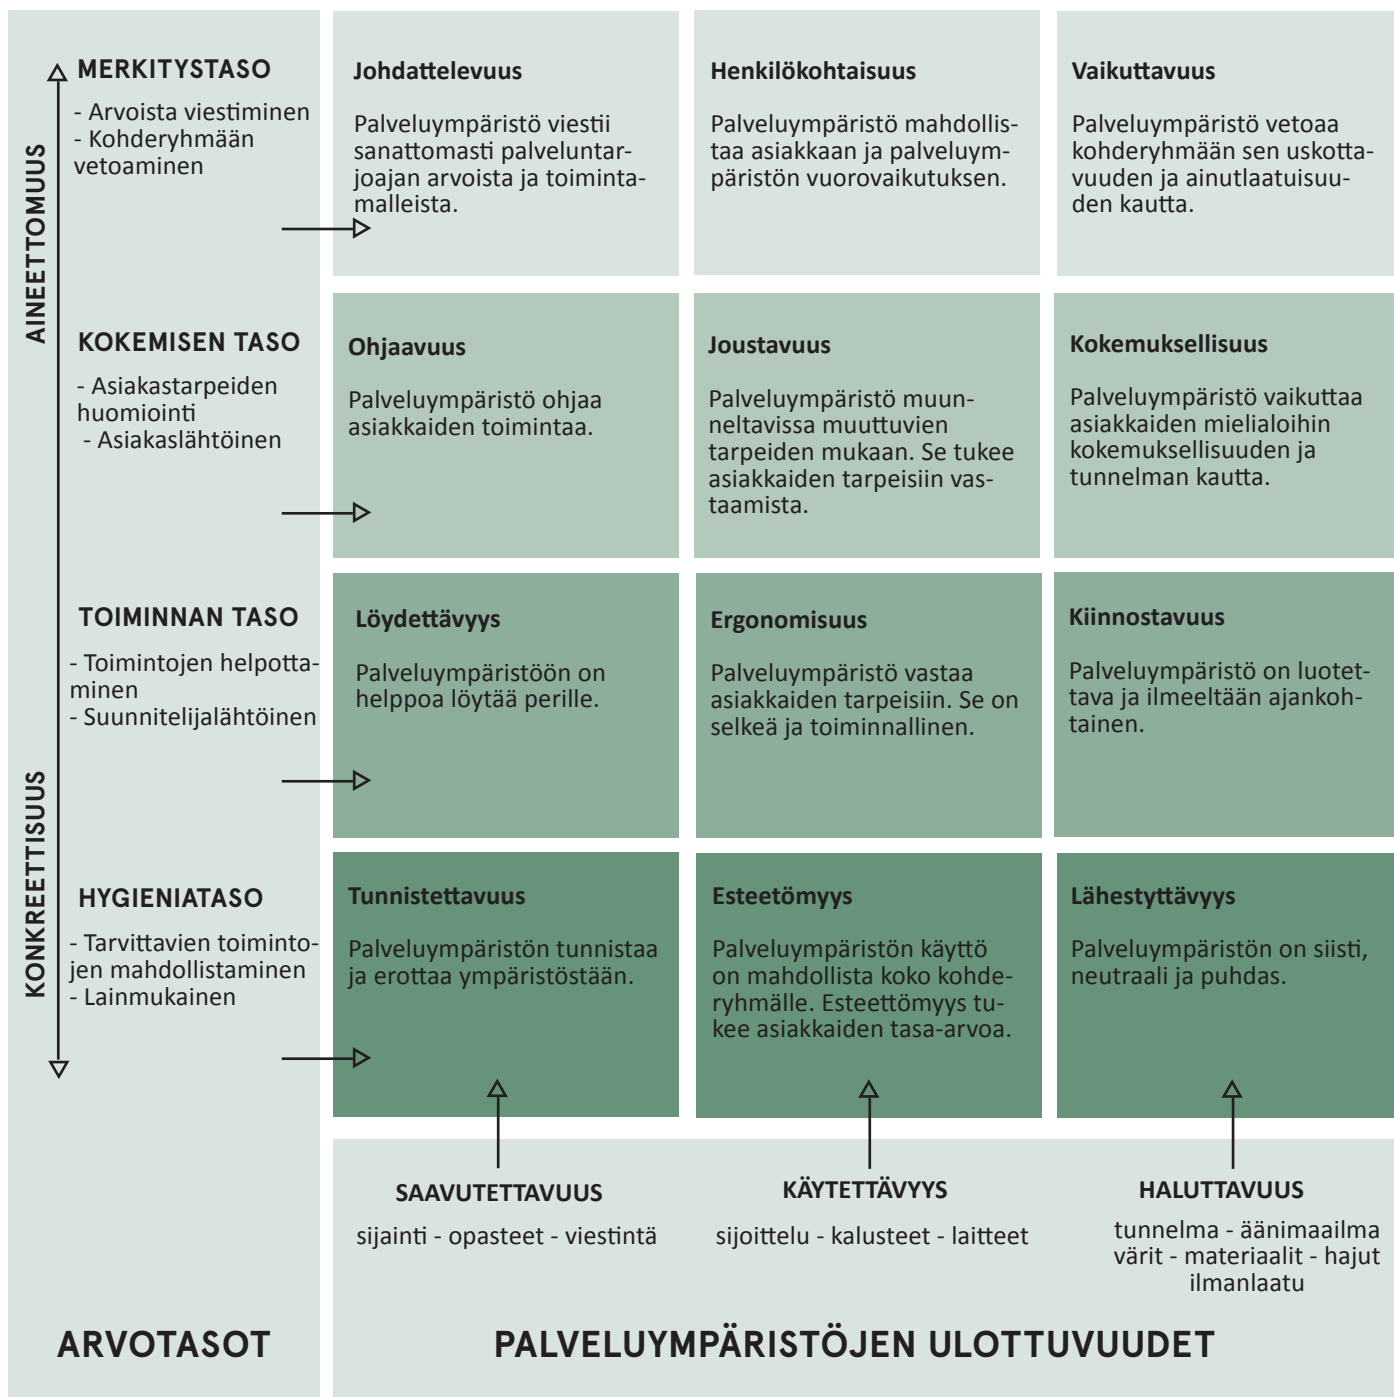 AINEETTOMUUS
KONKREETTISUUS
MERKITYSTASO
- Arvoista viestiminen
- Kohderyhmään
vetoaminen
Johdattelevuus
Palveluympäristö viestii
sanattomasti palveluntar-
joajan arvoista ja toiminta-
malleista.
Henkilökohtaisuus
Palveluympäristö mahdollis-
taa asiakkaan ja palveluym-
päristön vuorovaikutuksen.
Vaikuttavuus
Palveluympäristö vetoaa
kohderyhmään sen uskotta-
vuuden ja ainutlaatuisuu-
den kautta.
KOKEMISEN TASO
- Asiakastarpeiden
huomiointi
- Asiakaslähtöinen
Ohjaavuus
Palveluympäristö ohjaa
asiakkaiden toimintaa.
Joustavuus
Palveluympäristö muun-
neltavissa muuttuvien
tarpeiden mukaan. Se tukee
asiakkaiden tarpeisiin vas-
taamista.
Kokemuksellisuus
Palveluympäristö vaikuttaa
asiakkaiden mielialoihin
kokemuksellisuuden ja
tunnelman kautta.
TOIMINNAN TASO
- Toimintojen helpotta-
minen
- Suunnitelijalähtöinen
Löydettävyys
Palveluympäristöön on
helppoa löytää perille.
Ergonomisuus
Palveluympäristö vastaa
asiakkaiden tarpeisiin. Se on
selkeä ja toiminnallinen.
Kiinnostavuus
Palveluympäristö on luotet-
tava ja ilmeeltään ajankoh-
tainen.
HYGIENIATASO
- Tarvittavien toiminto-
jen mahdollistaminen
- Lainmukainen
Tunnistettavuus
Palveluympäristön tunnistaa
ja erottaa ympäristöstään.
Esteetömyys
Palveluympäristön käyttö
on mahdollista koko kohde-
ryhmälle. Esteettömyys tu-
kee asiakkaiden tasa-arvoa.
Lähestyttävyys
Palveluympäristön on siisti,
neutraali ja puhdas.
SAAVUTETTAVUUS
sijainti - opasteet - viestintä
KÄYTETTÄVYYS
sijoittelu - kalusteet - laitteet
HALUTTAVUUS
tunnelma - äänimaailma
värit - materiaalit - hajut
ilmanlaatu
ARVOTASOT
PALVELUYMPÄRISTÖJEN ULOTTUVUUDET